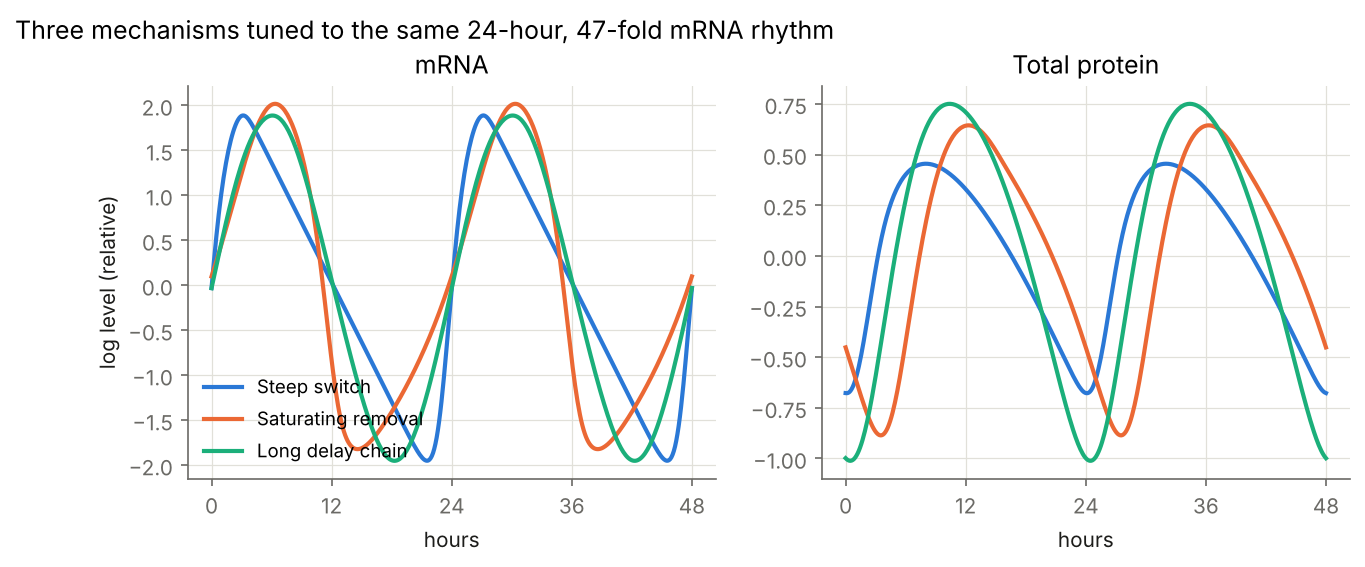 Three mechanisms tuned to the same 24-hour, 47-fold mRNA rhythm
mRNA
Total protein
log level (relative)
2.0
1.5
1.0
0.5
0.0
−0.5
−1.0
−1.5
−2.0
Steep switch
Saturating removal
Long delay chain
0 12 24 36 48
hours
0.75
0.50
0.25
0.00
−0.25
−0.50
−0.75
−1.00
0 12 24 36 48
hours